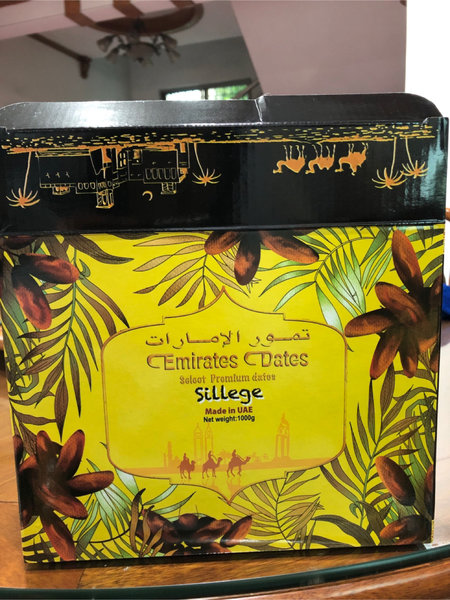 تمور الإمارات
Emirates Dates
Select Premium dates
Sillege
Made in UAE
Net weight:1000g